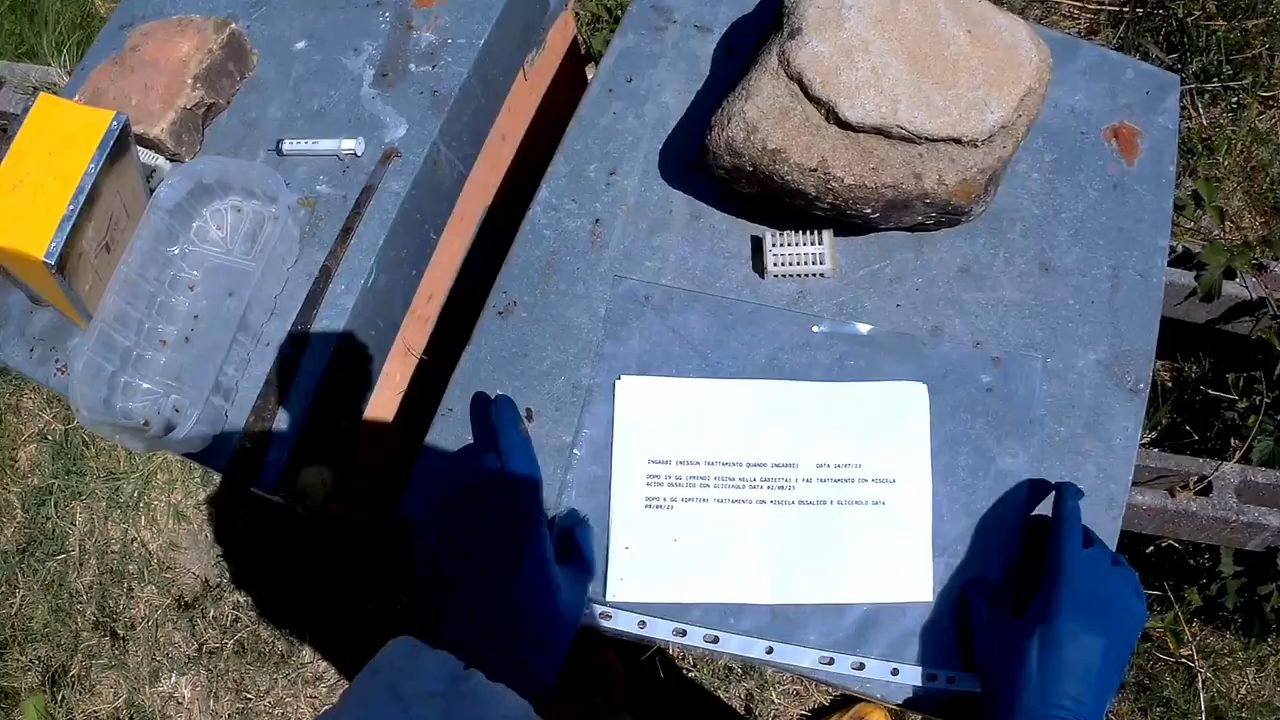 INGABBI (NESSUN TRATTAMENTO QUANDO INGABBI) DATA 14/07/23
DOPO 19 GG (PRENDI REGINA NELLA GABIETTA) E FAI TRATTAMENTO CON MISCELA
ACIDO OSSALICO CON GLICEROLO DATA 02/08/23
DOPO 6 GG RIPETERE TRATTAMENTO CON MISCELA OSSALICO E GLICEROLO DATA
08/08/23